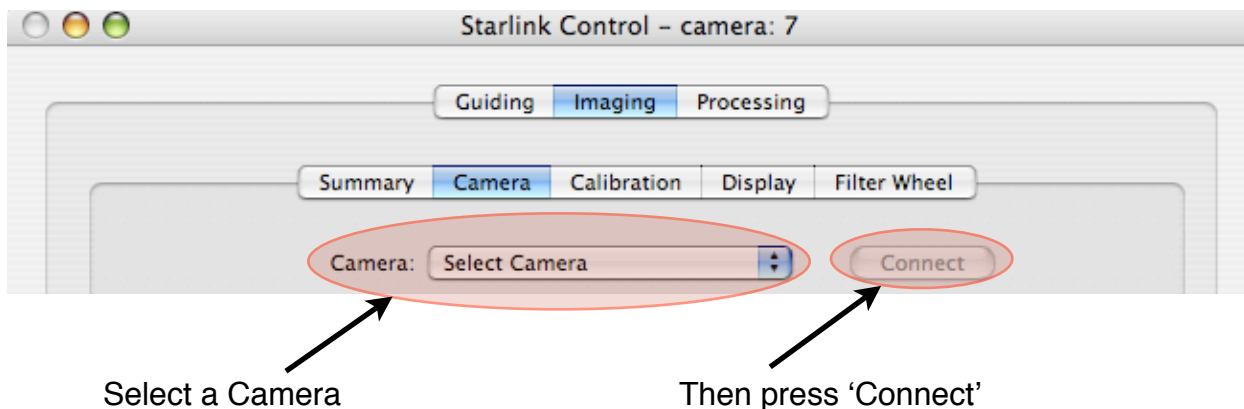 Starlink Control – camera: 7
Guiding Imaging Processing
Summary Camera Calibration Display Filter Wheel
Camera: Select Camera Connect
Select a Camera Then press ‘Connect’